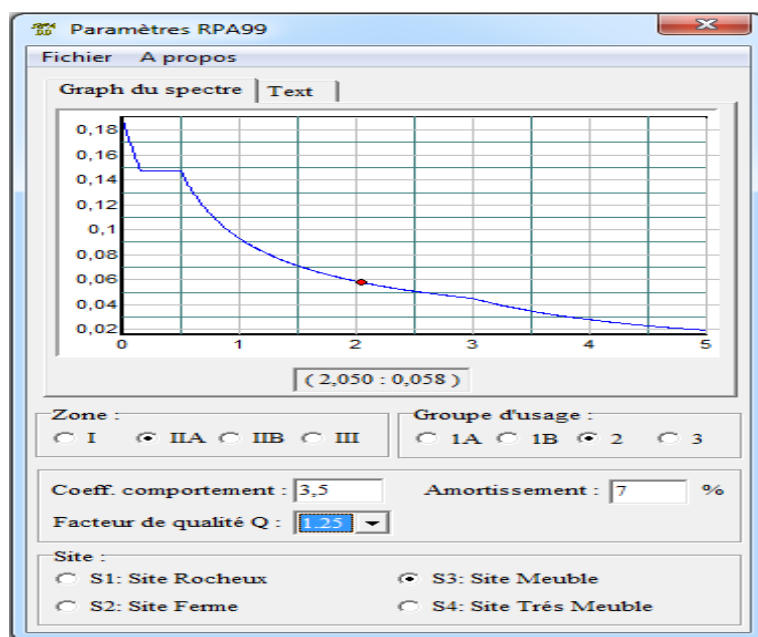 Paramètres RPA99
Fichier A propos
Graph du spectre Text
0,18
0,16
0,14
0,12
0,1
0,08
0,06
0,04
0,02
0 1 2 3 4 5
( 2,050 : 0,058 )
Zone :
I IIA IIB III
Groupe d'usage :
1A 1B 2 3
Coeff. comportement : 3,5 Amortissement : 7 %
Facteur de qualité Q : 1.25
Site :
S1: Site Rocheux S3: Site Meuble
S2: Site Ferme S4: Site Trés Meuble